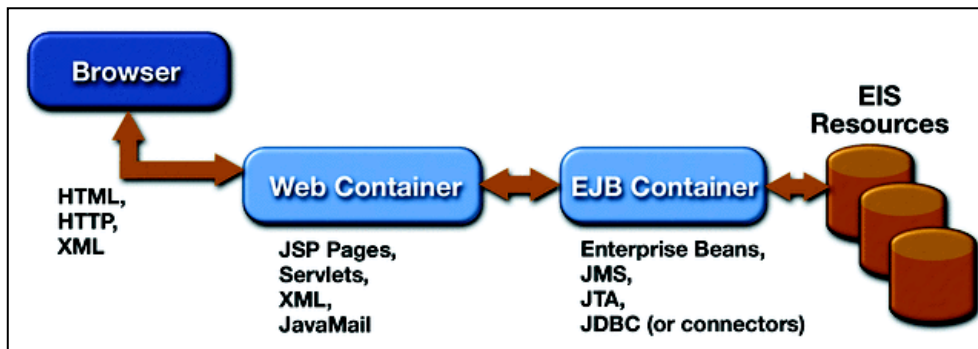 Browser
EIS
Resources
Web Container
EJB Container
HTML,
HTTP,
XML
JSP Pages,
Servlets,
XML,
JavaMail
Enterprise Beans,
JMS,
JTA,
JDBC (or connectors)